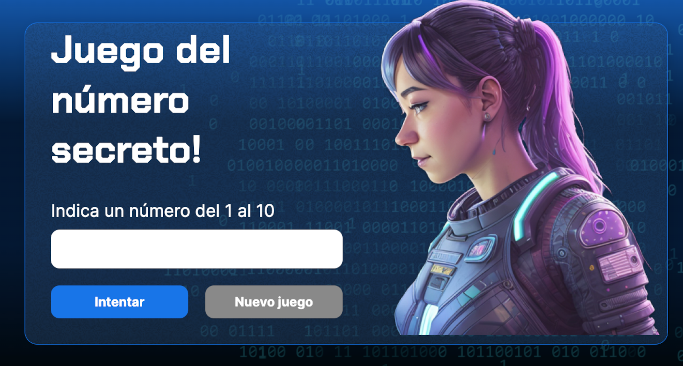 Juego del
número
secreto!
Indica un número del 1 al 10
Intentar
Nuevo juego